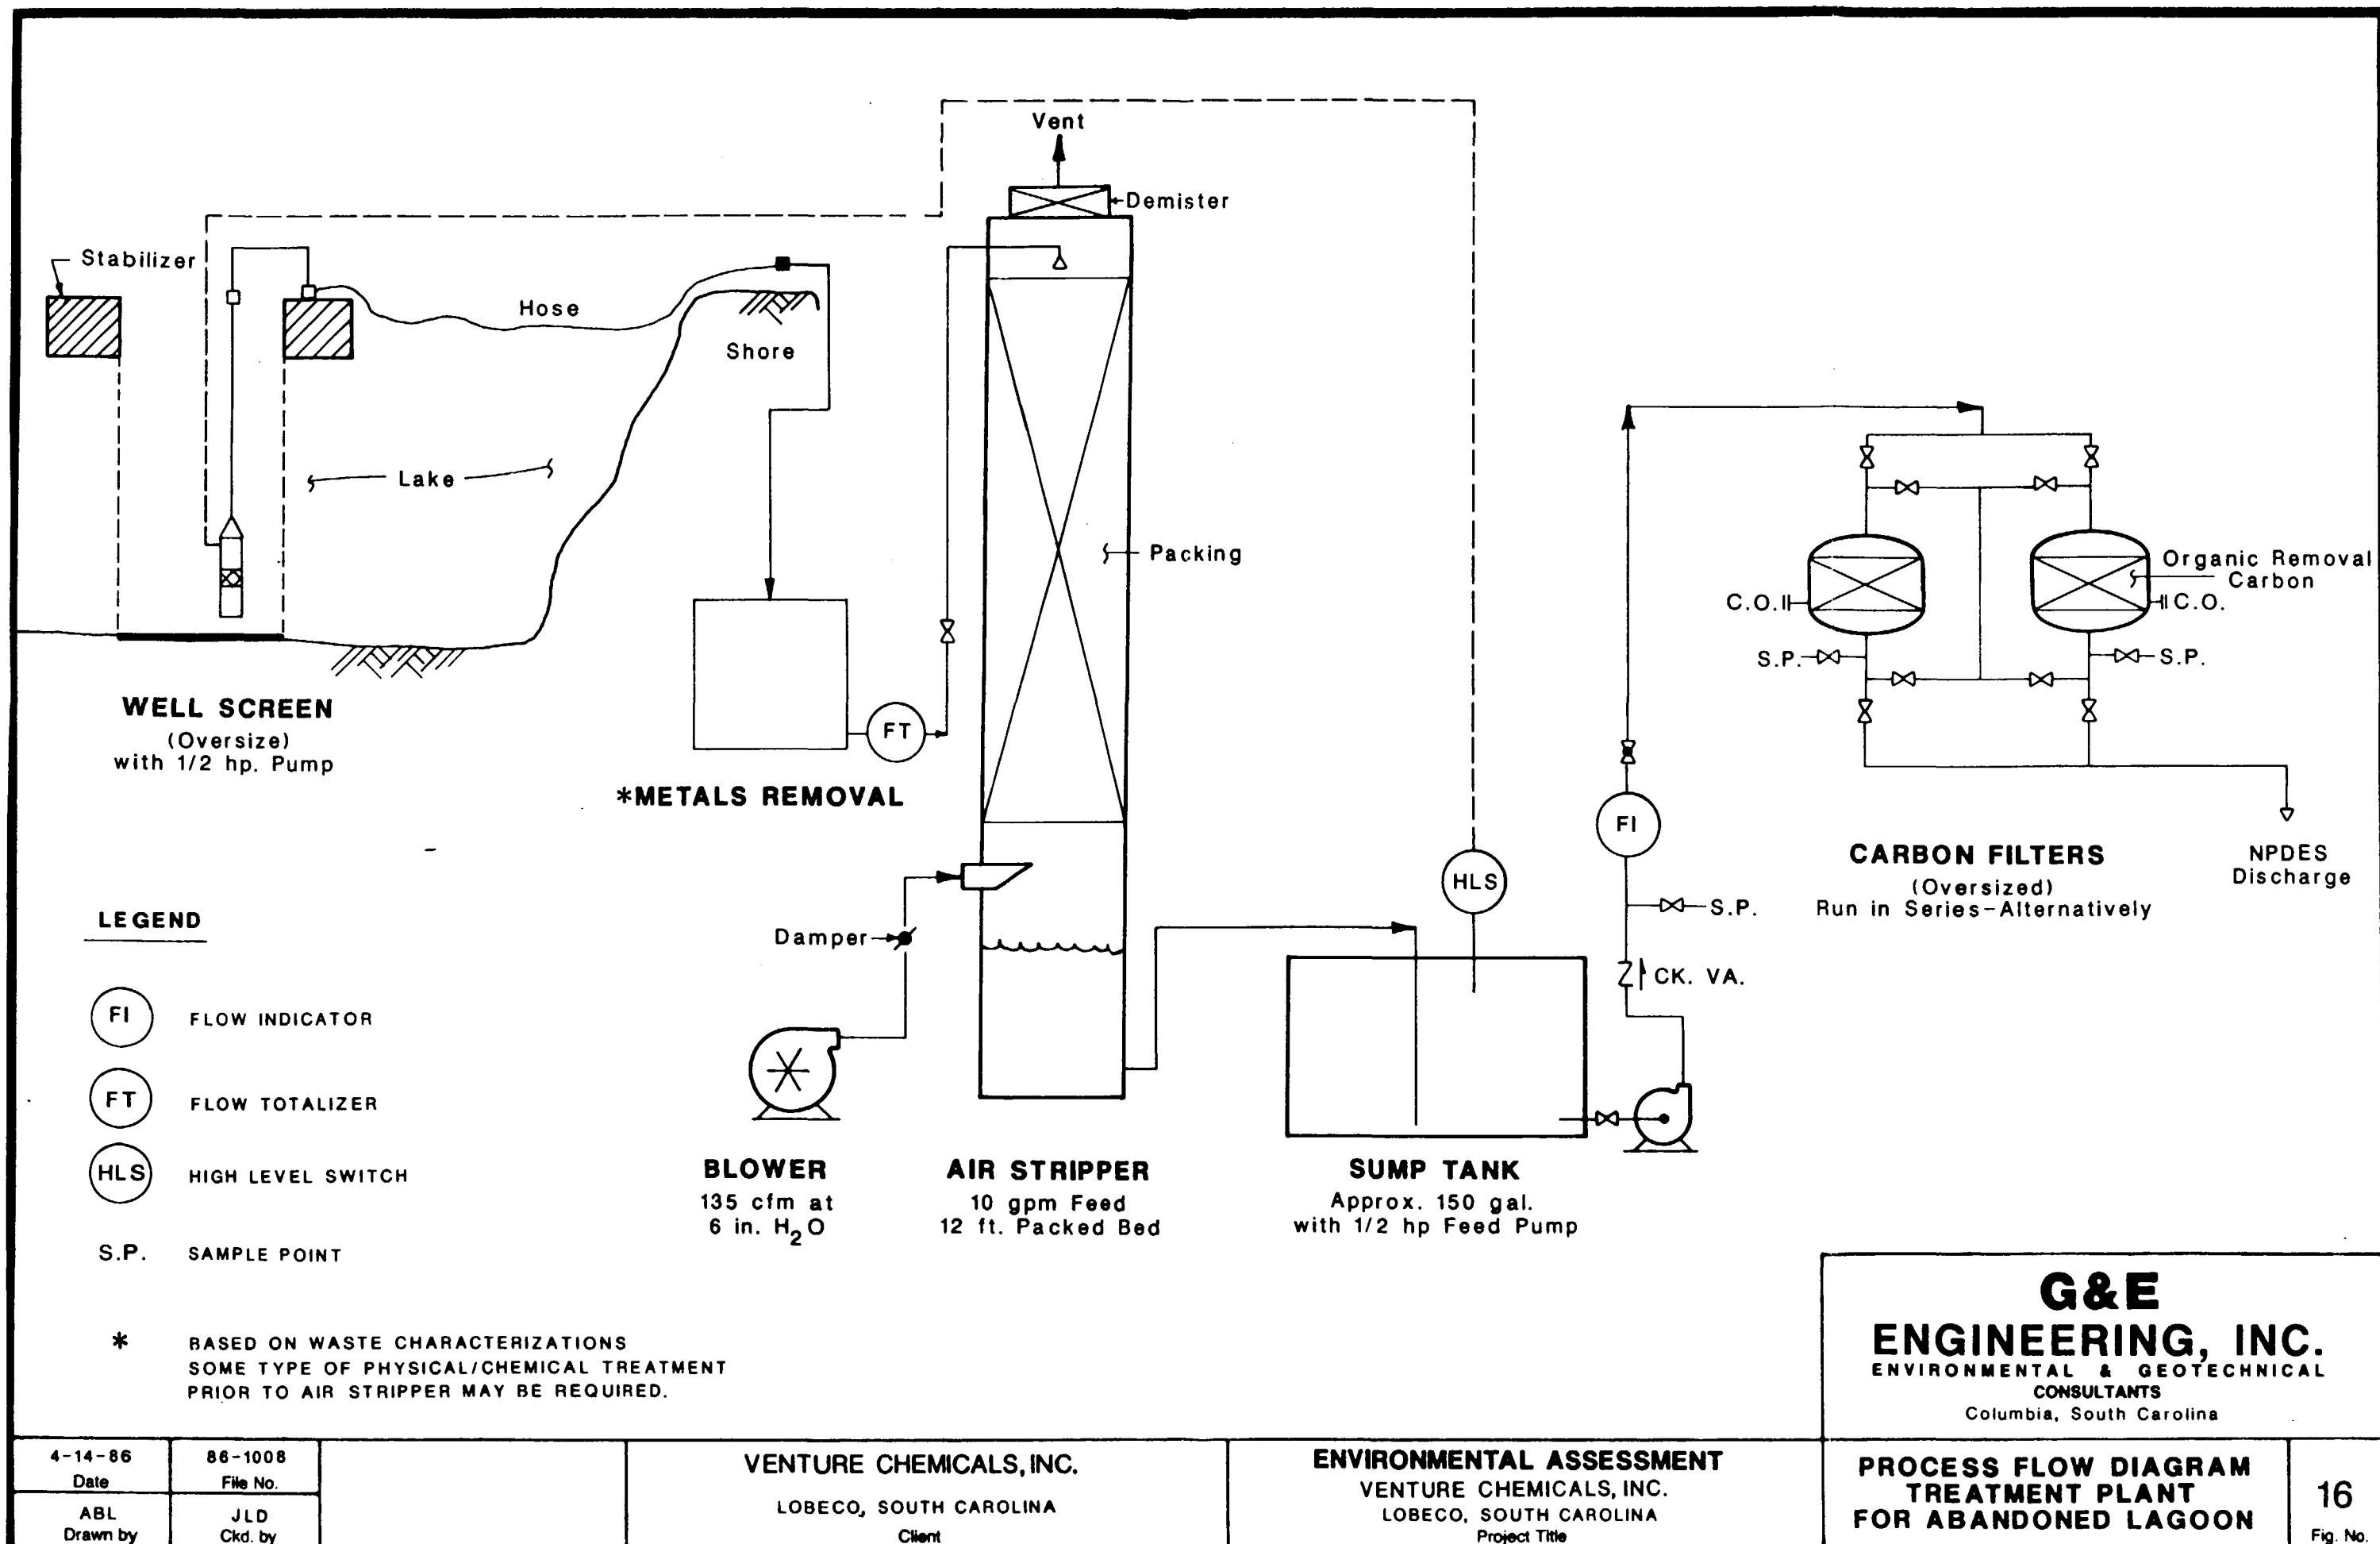 Vent
Demister
Stabilizer
Hose
Shore
Lake
Packing
Organic Removal
Carbon
C.O.
C.O.
S.P.
S.P.
WELL SCREEN
(Oversize)
with 1/2 hp. Pump
FT
*METALS REMOVAL
FI
HLS
CARBON FILTERS
(Oversized)
Run in Series-Alternatively
NPDES
Discharge
S.P.
Damper
CK. VA.
LEGEND
FI FLOW INDICATOR
FT FLOW TOTALIZER
HLS HIGH LEVEL SWITCH
S.P. SAMPLE POINT
* BASED ON WASTE CHARACTERIZATIONS
SOME TYPE OF PHYSICAL/CHEMICAL TREATMENT
PRIOR TO AIR STRIPPER MAY BE REQUIRED.
BLOWER
135 cfm at
6 in. H₂O
AIR STRIPPER
10 gpm Feed
12 ft. Packed Bed
SUMP TANK
Approx. 150 gal.
with 1/2 hp Feed Pump
G&E
ENGINEERING, INC.
ENVIRONMENTAL & GEOTECHNICAL
CONSULTANTS
Columbia, South Carolina
4-14-86
Date
86-1008
File No.
ABL
Drawn by
JLD
Ckd. by
VENTURE CHEMICALS, INC.
LOBECO, SOUTH CAROLINA
Client
ENVIRONMENTAL ASSESSMENT
VENTURE CHEMICALS, INC.
LOBECO, SOUTH CAROLINA
Project Title
PROCESS FLOW DIAGRAM
TREATMENT PLANT
FOR ABANDONED LAGOON
16
Fig. No.